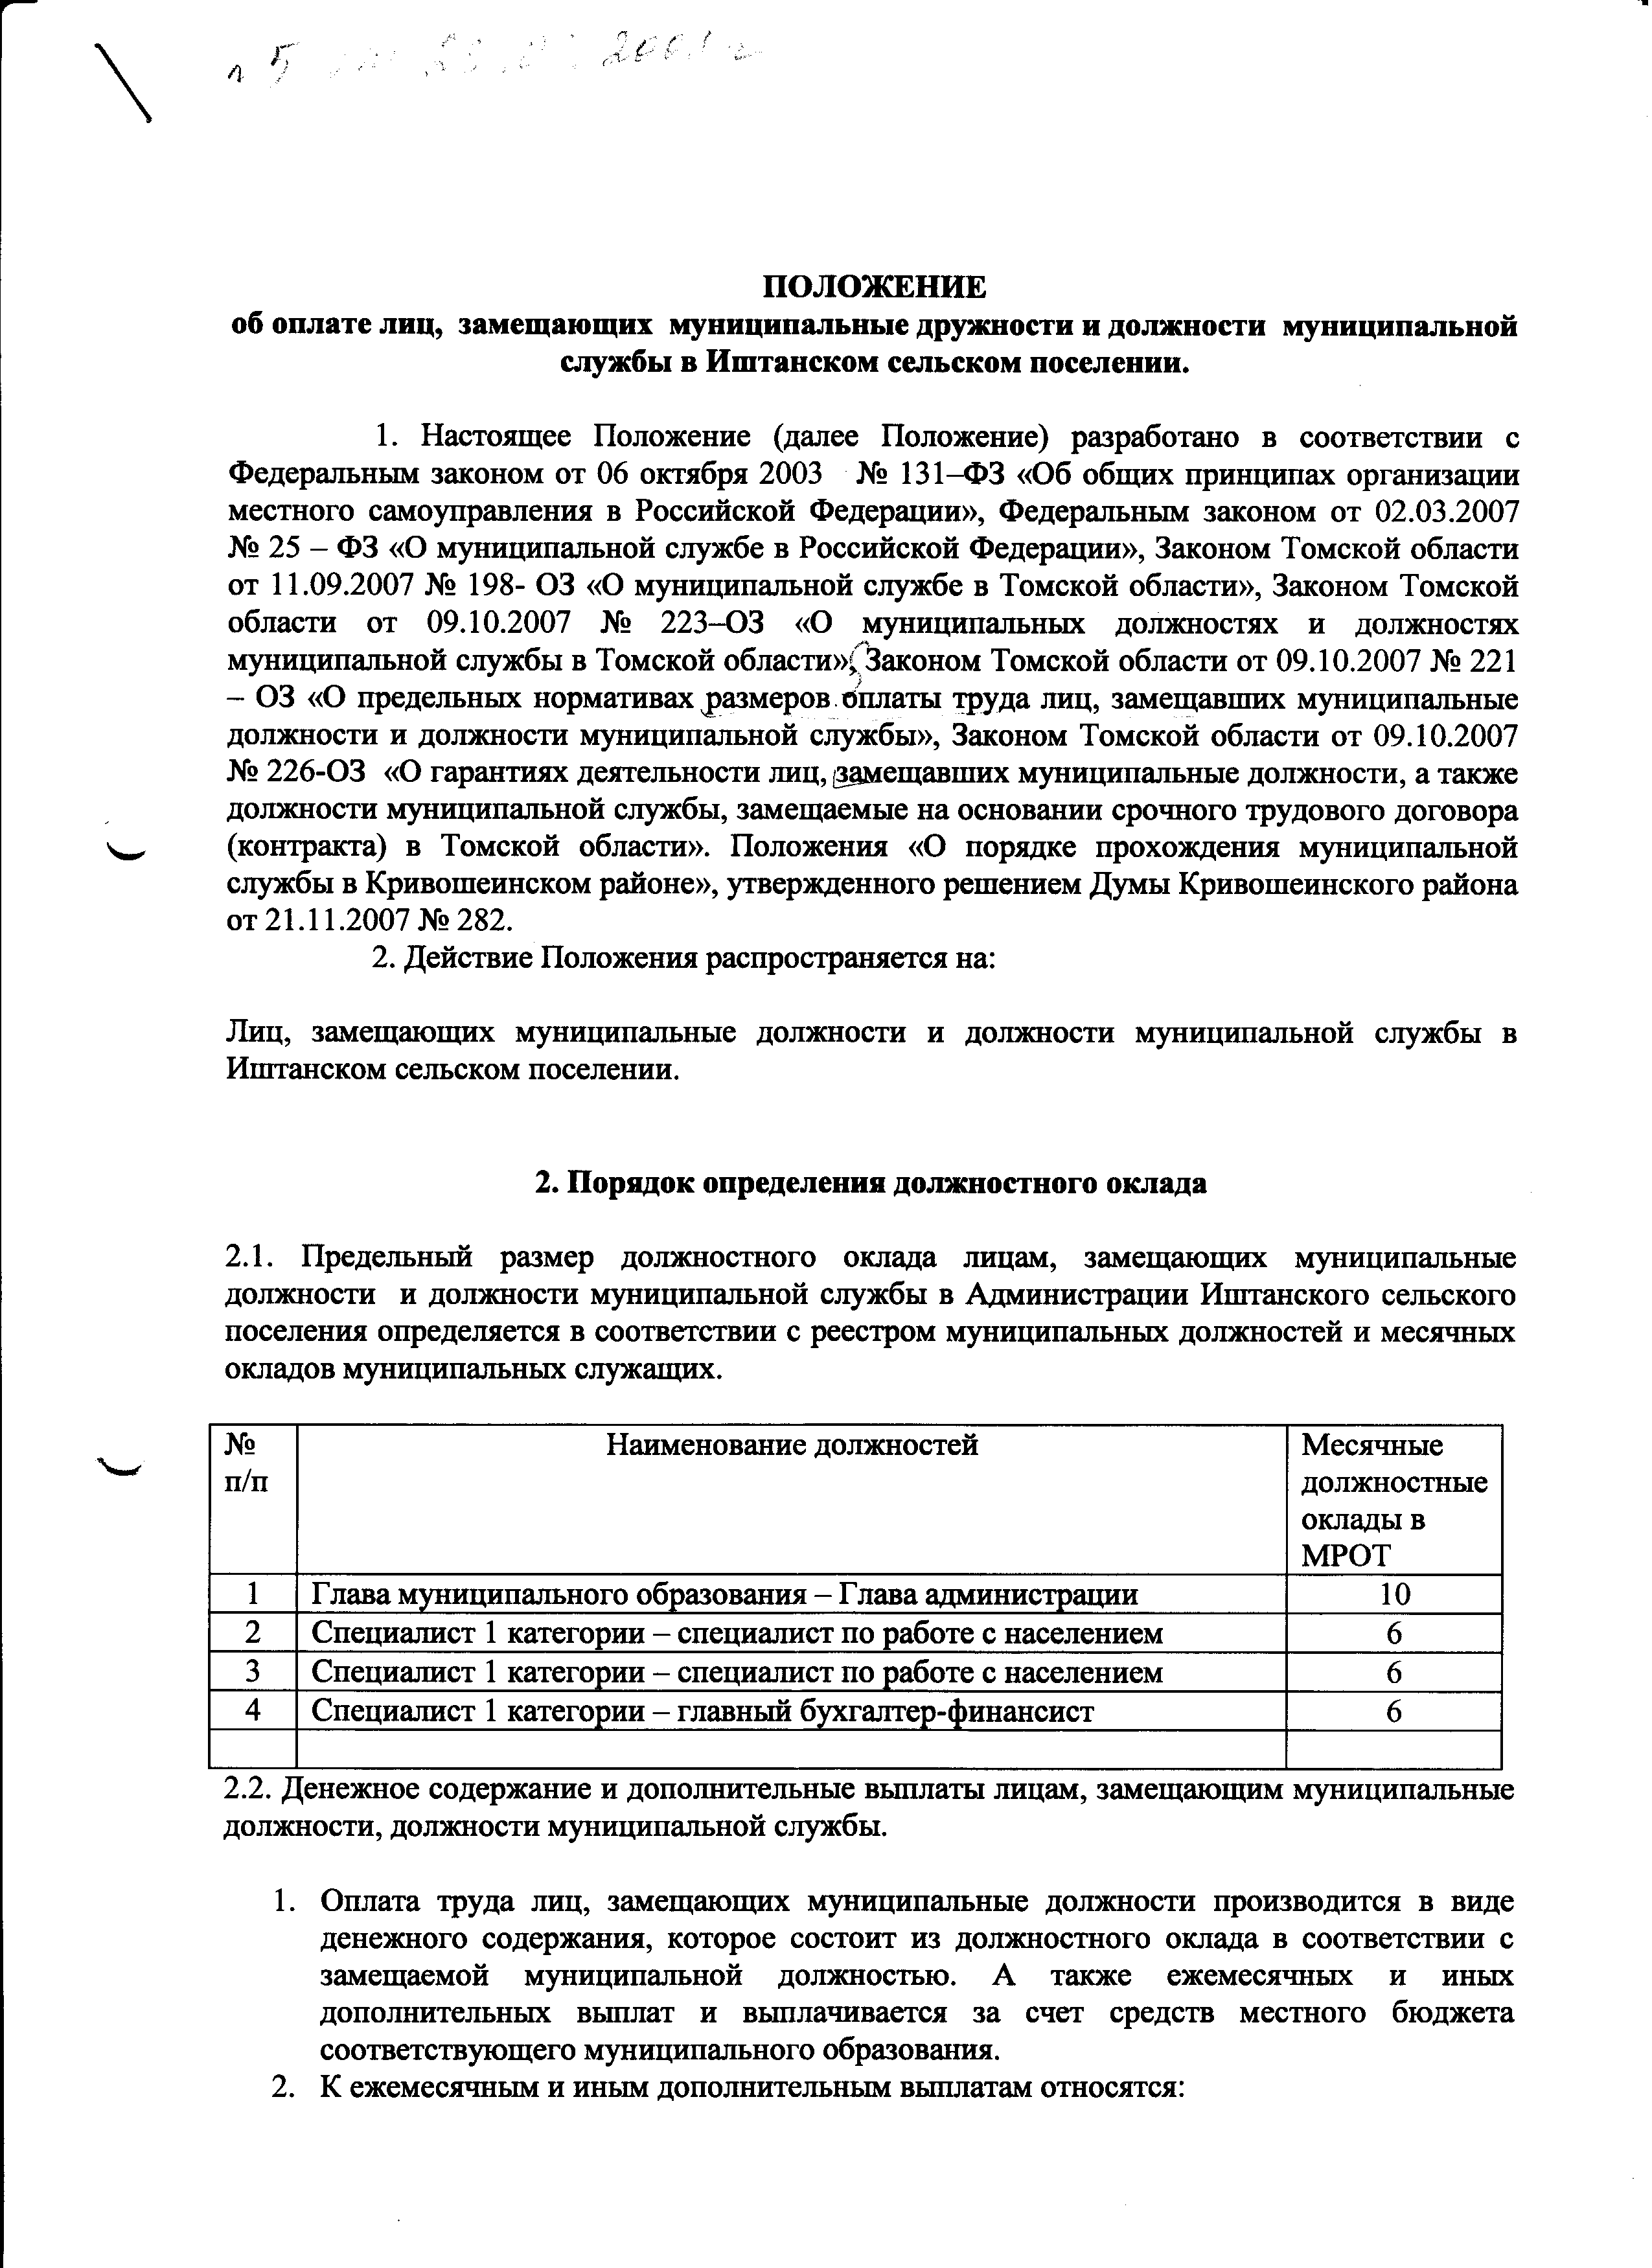 5
ПОЛОЖЕНИЕ
об оплате лиц, замещающих муниципальные дружности и должности муниципальной
службы в Иштанском сельском поселении.
1. Настоящее Положение (далее Положение) разработано в соответствии с
Федеральным законом от 06 октября 2003 № 131–ФЗ «Об общих принципах организации
местного самоуправления в Российской Федерации», Федеральным законом от 02.03.2007
№ 25 – ФЗ «О муниципальной службе в Российской Федерации», Законом Томской области
от 11.09.2007 № 198- ОЗ «О муниципальной службе в Томской области», Законом Томской
области от 09.10.2007 № 223–ОЗ «О муниципальных должностях и должностях
муниципальной службы в Томской области», Законом Томской области от 09.10.2007 № 221
– ОЗ «О предельных нормативах размеров оплаты труда лиц, замещавших муниципальные
должности и должности муниципальной службы», Законом Томской области от 09.10.2007
№ 226-ОЗ «О гарантиях деятельности лиц, замещавших муниципальные должности, а также
должности муниципальной службы, замещаемые на основании срочного трудового договора
(контракта) в Томской области». Положения «О порядке прохождения муниципальной
службы в Кривошеинском районе», утвержденного решением Думы Кривошеинского района
от 21.11.2007 № 282.
2. Действие Положения распространяется на:
Лиц, замещающих муниципальные должности и должности муниципальной службы в
Иштанском сельском поселении.
2. Порядок определения должностного оклада
2.1. Предельный размер должностного оклада лицам, замещающих муниципальные
должности и должности муниципальной службы в Администрации Иштанского сельского
поселения определяется в соответствии с реестром муниципальных должностей и месячных
окладов муниципальных служащих.
№ п/п Наименование должностей Месячные должностные оклады в МРОТ
1 Глава муниципального образования – Глава администрации 10
2 Специалист 1 категории – специалист по работе с населением 6
3 Специалист 1 категории – специалист по работе с населением 6
4 Специалист 1 категории – главный бухгалтер-финансист 6
2.2. Денежное содержание и дополнительные выплаты лицам, замещающим муниципальные
должности, должности муниципальной службы.
1. Оплата труда лиц, замещающих муниципальные должности производится в виде
денежного содержания, которое состоит из должностного оклада в соответствии с
замещаемой муниципальной должностью. А также ежемесячных и иных
дополнительных выплат и выплачивается за счет средств местного бюджета
соответствующего муниципального образования.
2. К ежемесячным и иным дополнительным выплатам относятся: